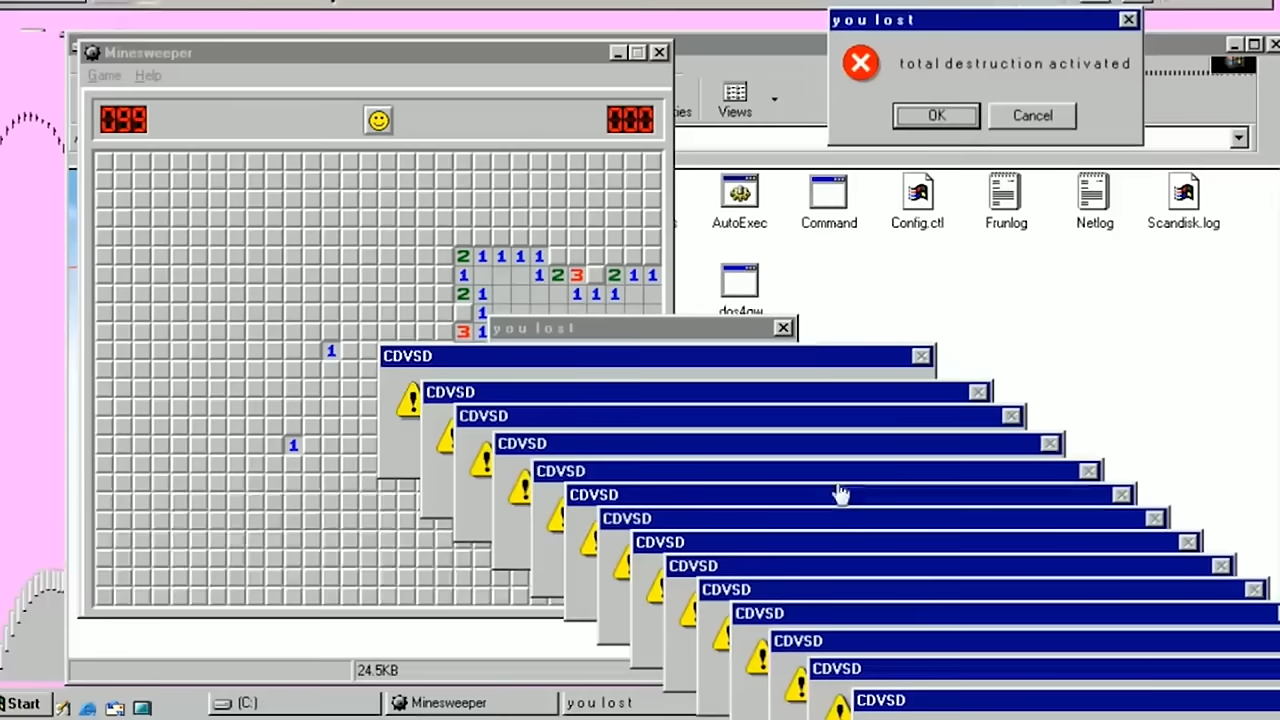 you lost
total destruction activated
OK
Cancel
Minesweeper
Game Help
099
000
ties
Views
AutoExec
Command
Config.ctl
Frunlog
Netlog
Scandisk.log
2 1 1 1 1
1 1 2 3 2 1 1
2 1 1 1 1
1
3 1
1
1
dos4gw
you lost
CDVSD
CDVSD
CDVSD
CDVSD
CDVSD
CDVSD
CDVSD
CDVSD
CDVSD
CDVSD
CDVSD
CDVSD
CDVSD
CDVSD
24.5KB
Start
(C:)
Minesweeper
you lost